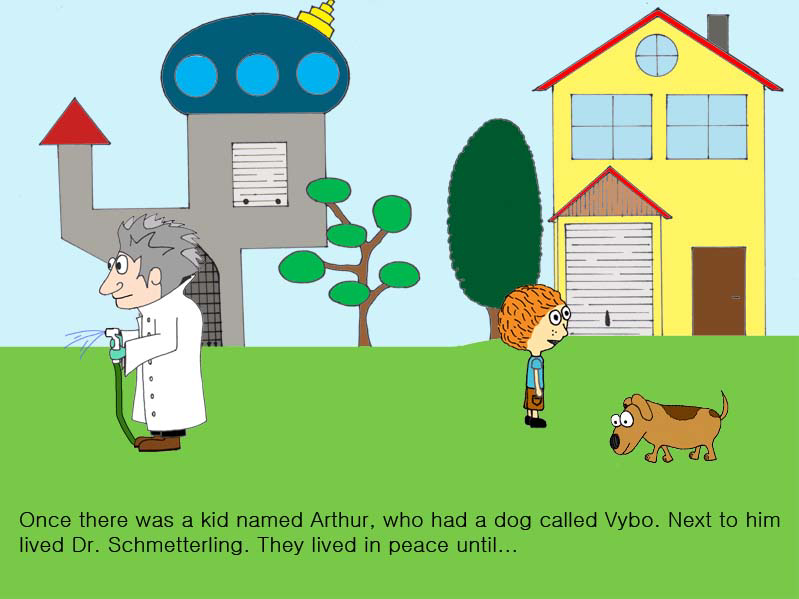 Once there was a kid named Arthur, who had a dog called Vybo. Next to him
lived Dr. Schmetterling. They lived in peace until...